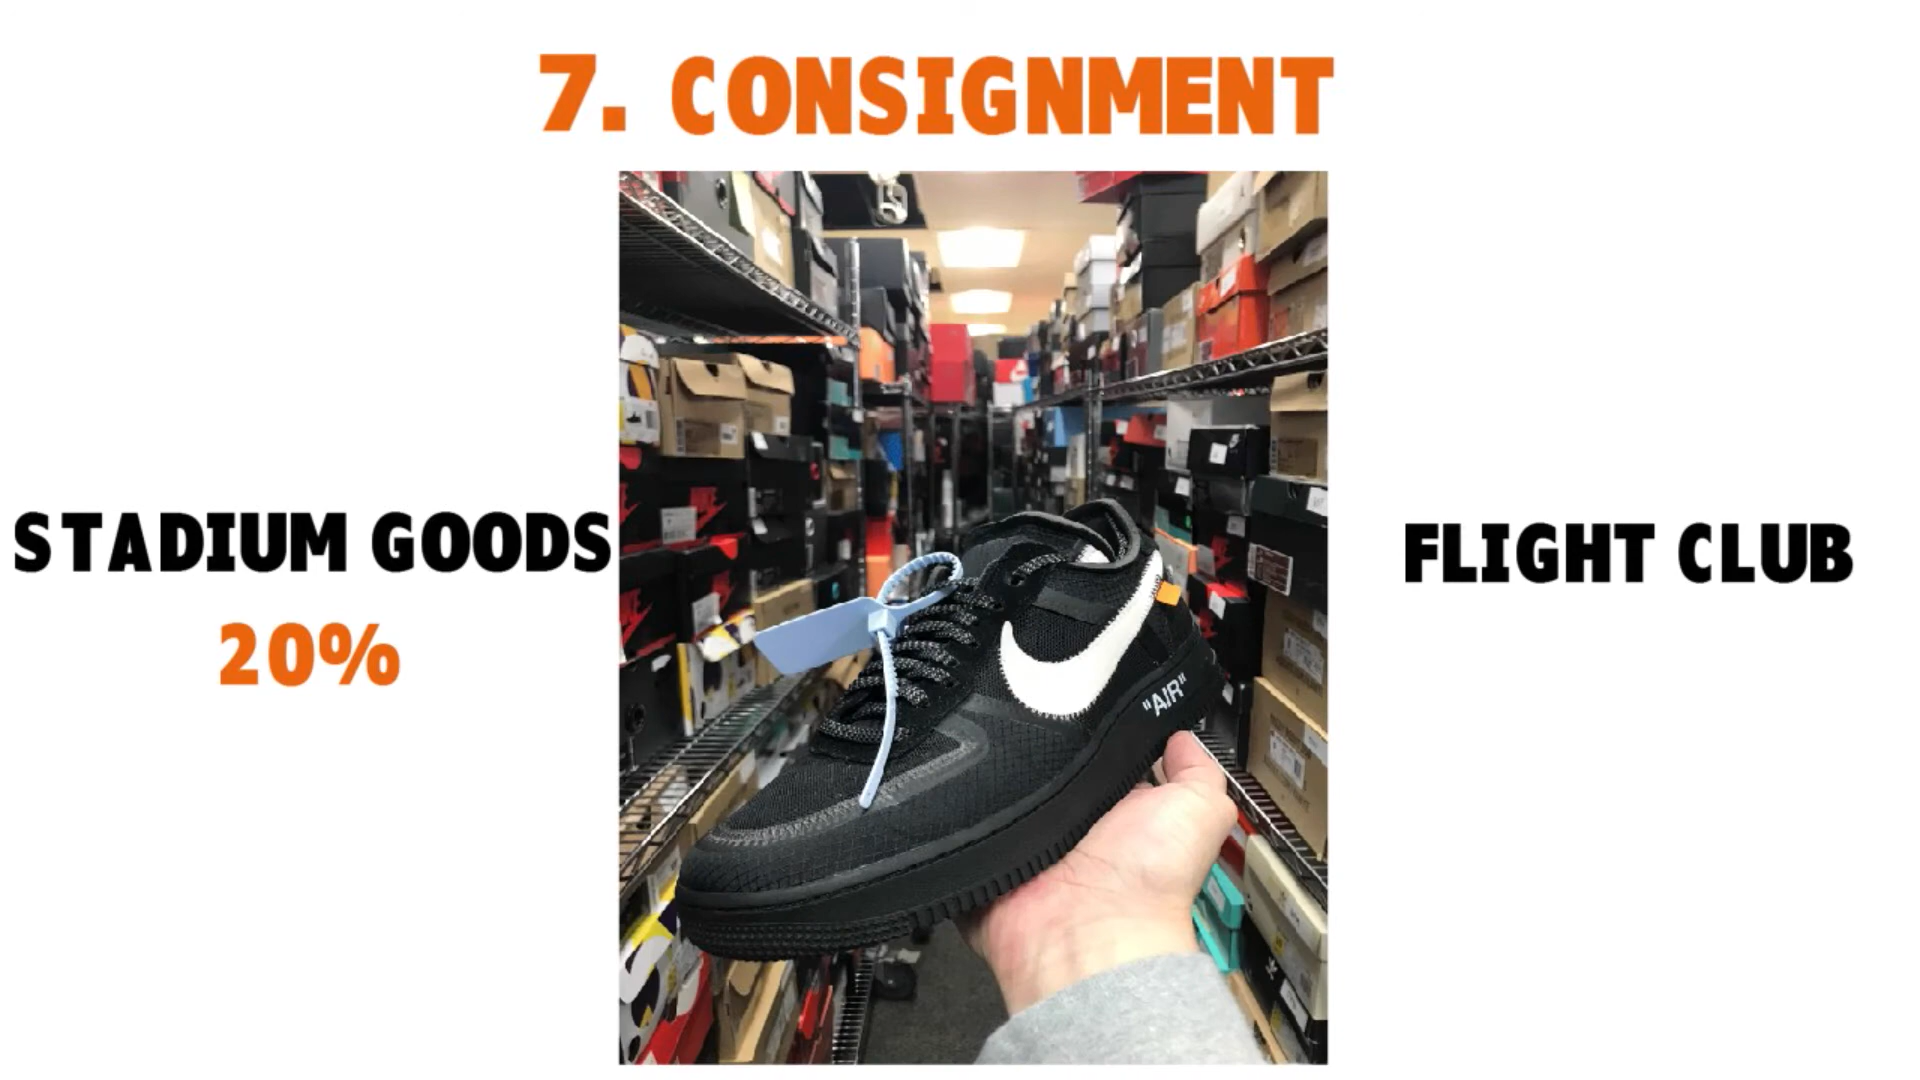 7. CONSIGNMENT
STADIUM GOODS
20%
FLIGHT CLUB
"AIR"